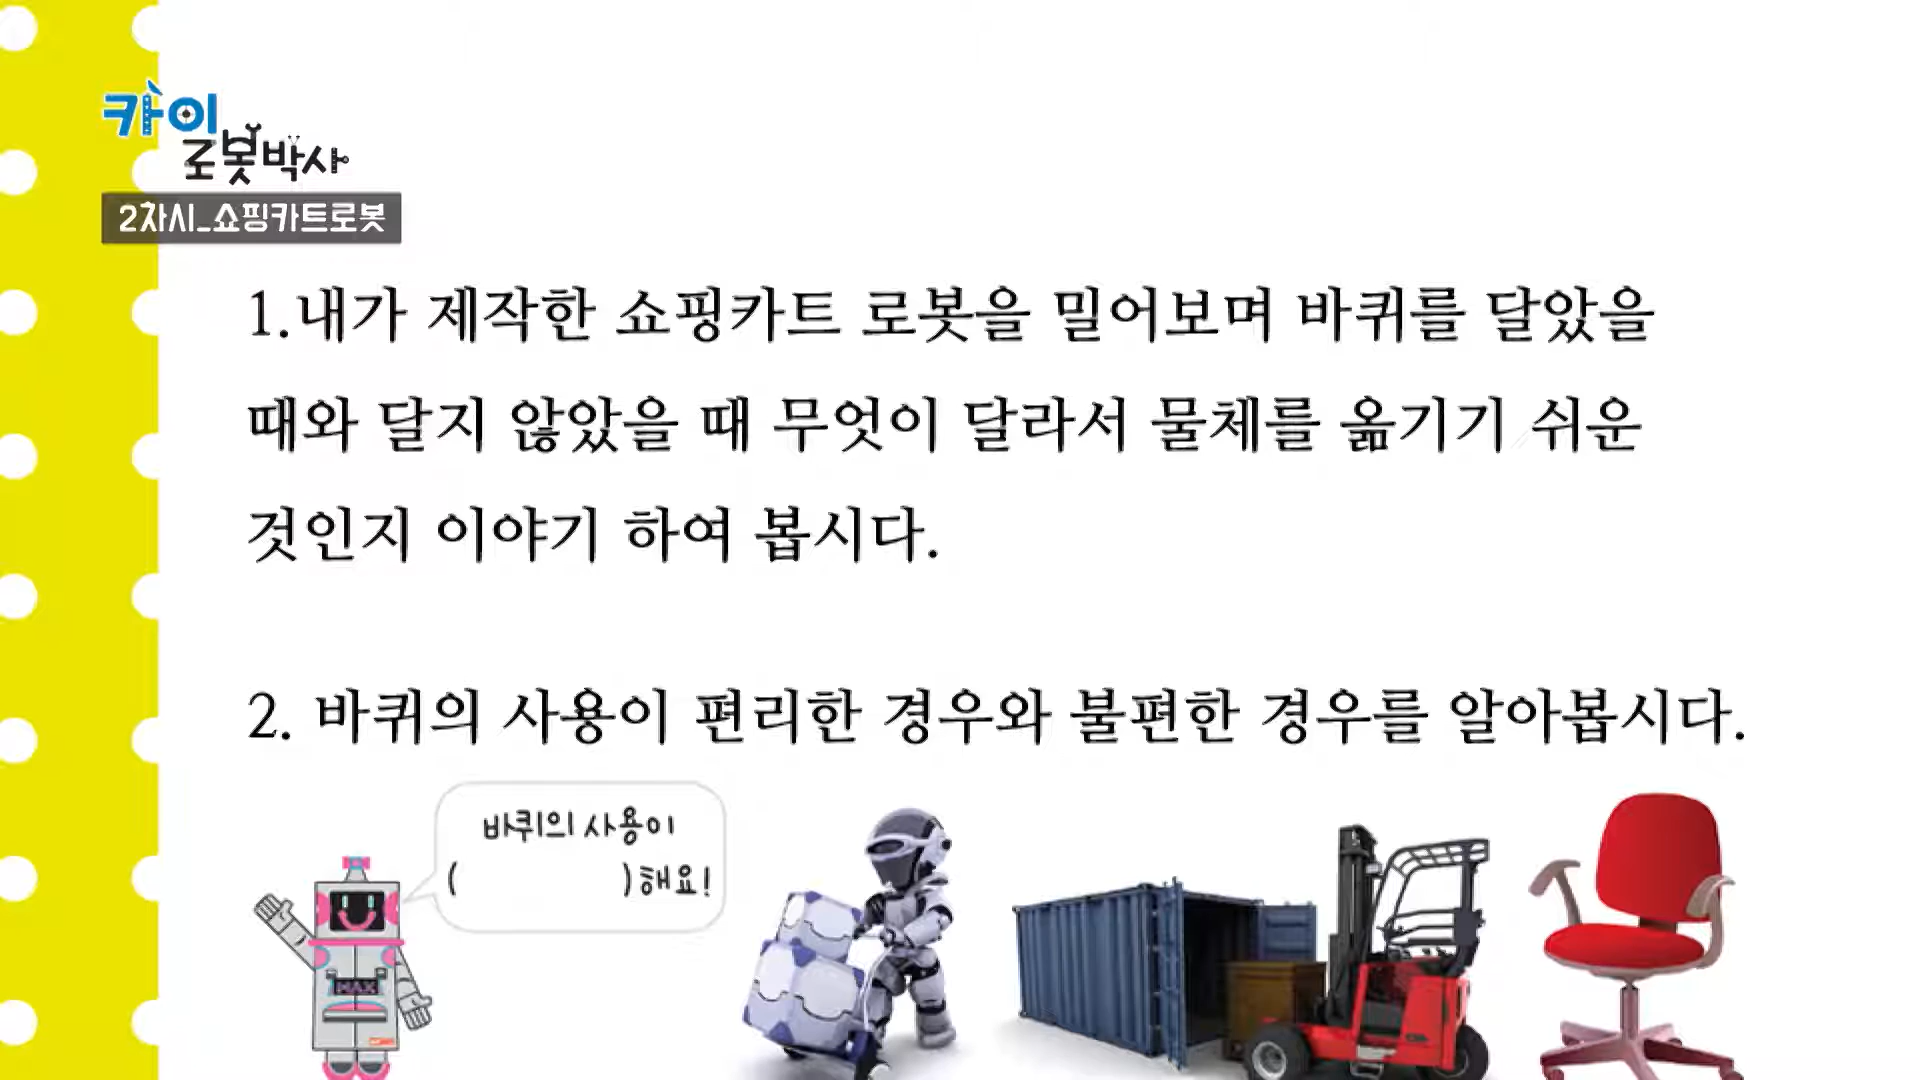 카이
로봇박사
2차시_쇼핑카트로봇
1.내가 제작한 쇼핑카트 로봇을 밀어보며 바퀴를 달았을
때와 달지 않았을 때 무엇이 달라서 물체를 옮기기 쉬운
것인지 이야기 하여 봅시다.
2. 바퀴의 사용이 편리한 경우와 불편한 경우를 알아봅시다.
바퀴의 사용이
( )해요!
MAX